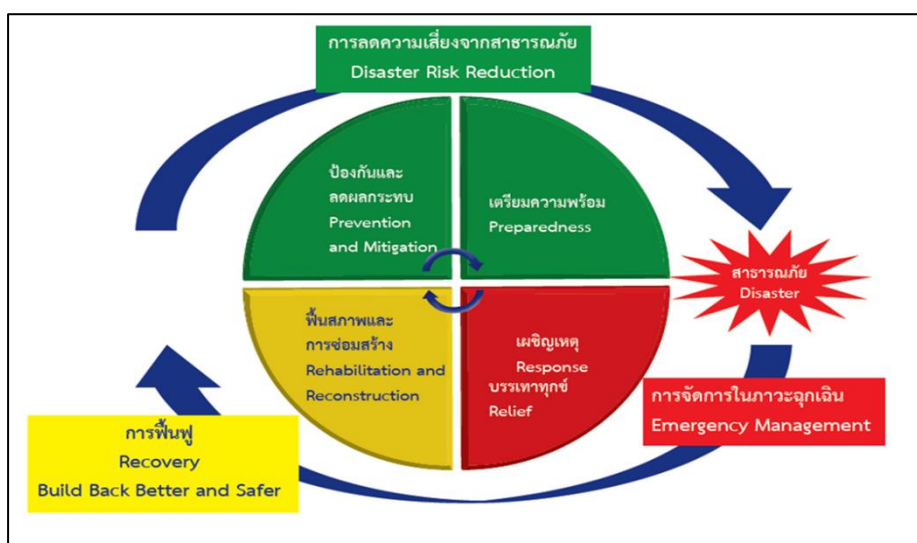 การลดความเสี่ยงจากสาธารณภัย
Disaster Risk Reduction
ป้องกันและ
ลดผลกระทบ
Prevention
and Mitigation
เตรียมความพร้อม
Preparedness
สาธารณภัย
Disaster
ฟื้นสภาพและ
การซ่อมสร้าง
Rehabilitation and
Reconstruction
เผชิญเหตุ
Response
บรรเทาทุกข์
Relief
การจัดการในภาวะฉุกเฉิน
Emergency Management
การฟื้นฟู
Recovery
Build Back Better and Safer